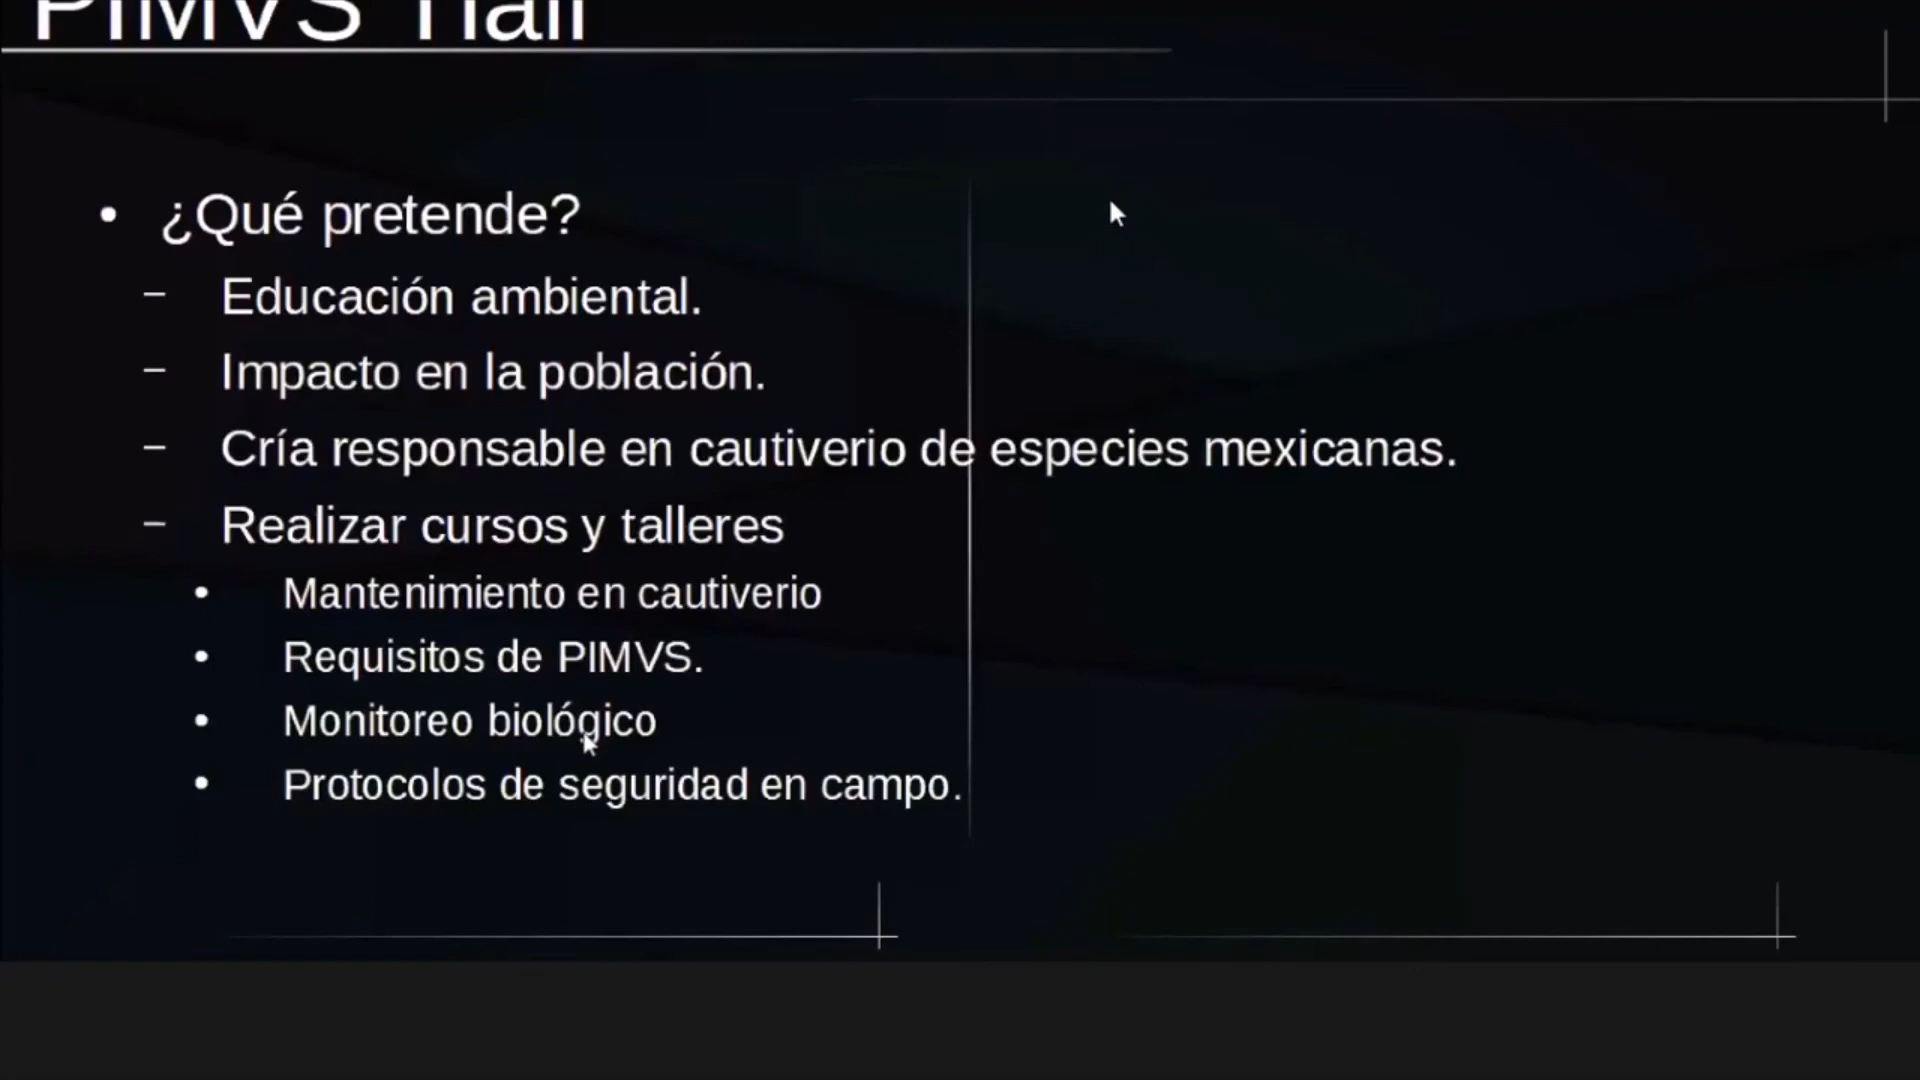 PIMVS
• ¿Qué pretende?
– Educación ambiental.
– Impacto en la población.
– Cría responsable en cautiverio de especies mexicanas.
– Realizar cursos y talleres
• Mantenimiento en cautiverio
• Requisitos de PIMVS.
• Monitoreo biológico
• Protocolos de seguridad en campo.